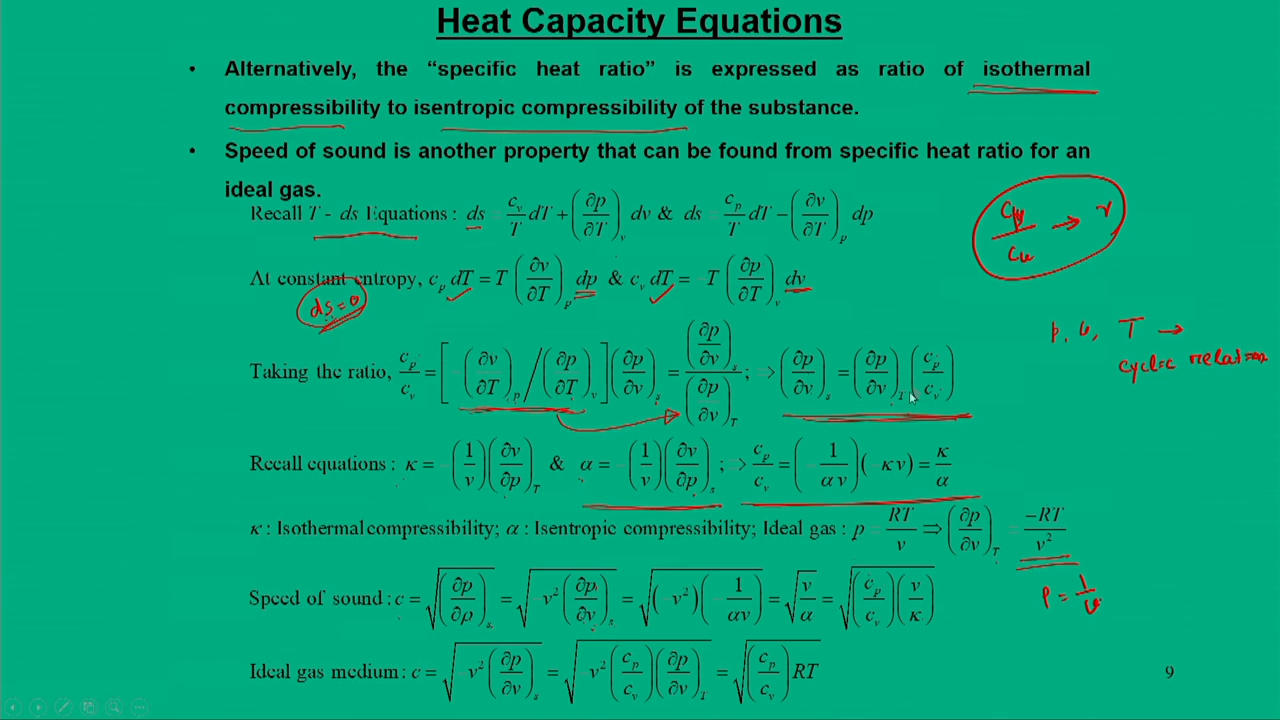 Heat Capacity Equations
• Alternatively, the “specific heat ratio” is expressed as ratio of isothermal
compressibility to isentropic compressibility of the substance.
• Speed of sound is another property that can be found from specific heat ratio for an
ideal gas.
Recall T - ds Equations : ds = c_v/T dT + (∂p/∂T)_v dv & ds = c_p/T dT − (∂v/∂T)_p dp
c_p/c_v → γ
At constant entropy, c_p dT = T (∂v/∂T)_p dp & c_v dT = − T (∂p/∂T)_v dv
ds = 0
p, v, T →
cyclic relation
Taking the ratio, c_p/c_v = [− (∂v/∂T)_p / (∂p/∂T)_v] (∂p/∂v)_s = (∂p/∂v)_s / (∂p/∂v)_T ; ⇒ (∂p/∂v)_s = (∂p/∂v)_T (c_p/c_v)
Recall equations : κ = −(1/v)(∂v/∂p)_T & α = −(1/v)(∂v/∂p)_s ; ⇒ c_p/c_v = (− 1/αv)(−κv) = κ/α
κ : Isothermal compressibility; α : Isentropic compressibility; Ideal gas : p = RT/v ⇒ (∂p/∂v)_T = −RT/v²
ρ = 1/v
Speed of sound : c = √(∂p/∂ρ)_s = √−v²(∂p/∂v)_s = √(−v²)(− 1/αv) = √v/α = √(c_p/c_v)(v/κ)
Ideal gas medium : c = √−v²(∂p/∂v)_s = √−v²(c_p/c_v)(∂p/∂v)_T = √(c_p/c_v)RT
9